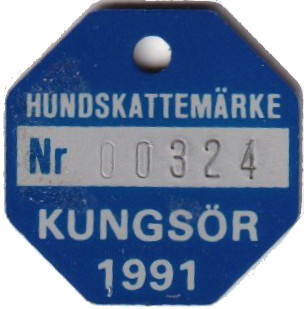 HUNDSKATTEMÄRKE
Nr 00324
KUNGSÖR
1991